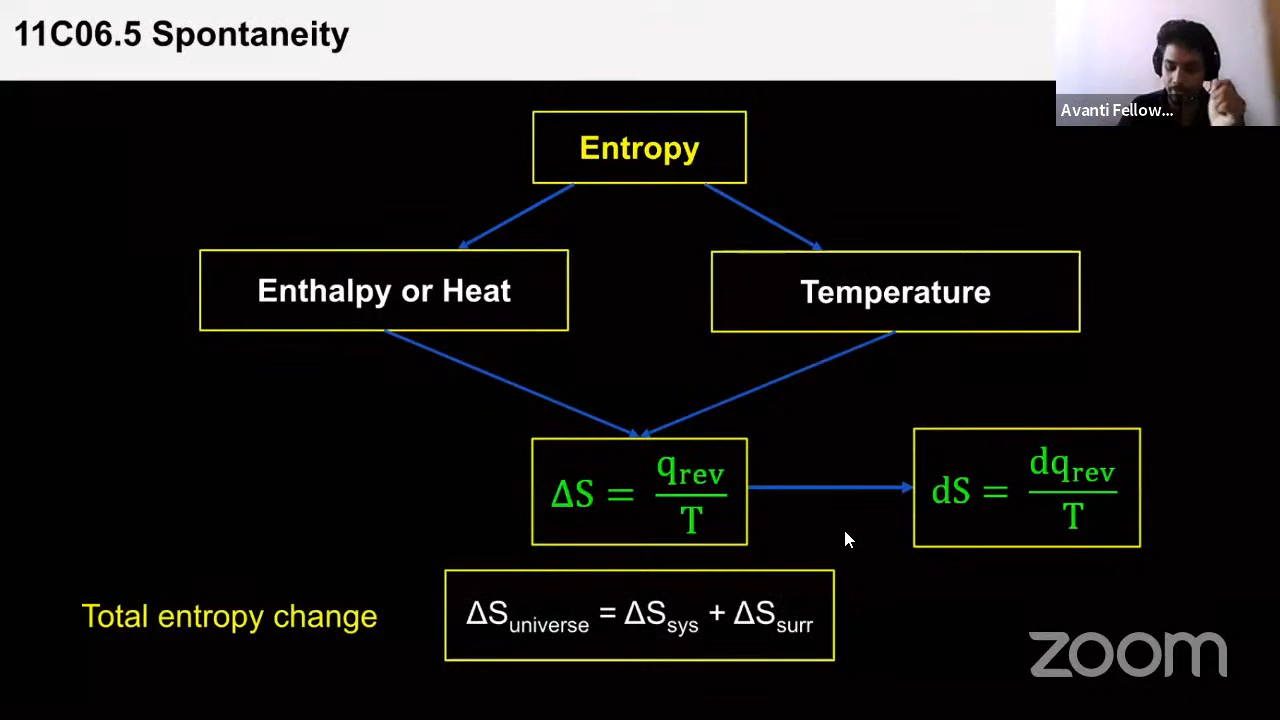 11C06.5 Spontaneity
Avanti Fellow...
Entropy
Enthalpy or Heat
Temperature
ΔS = q_rev / T
dS = dq_rev / T
Total entropy change
ΔS_universe = ΔS_sys + ΔS_surr
zoom